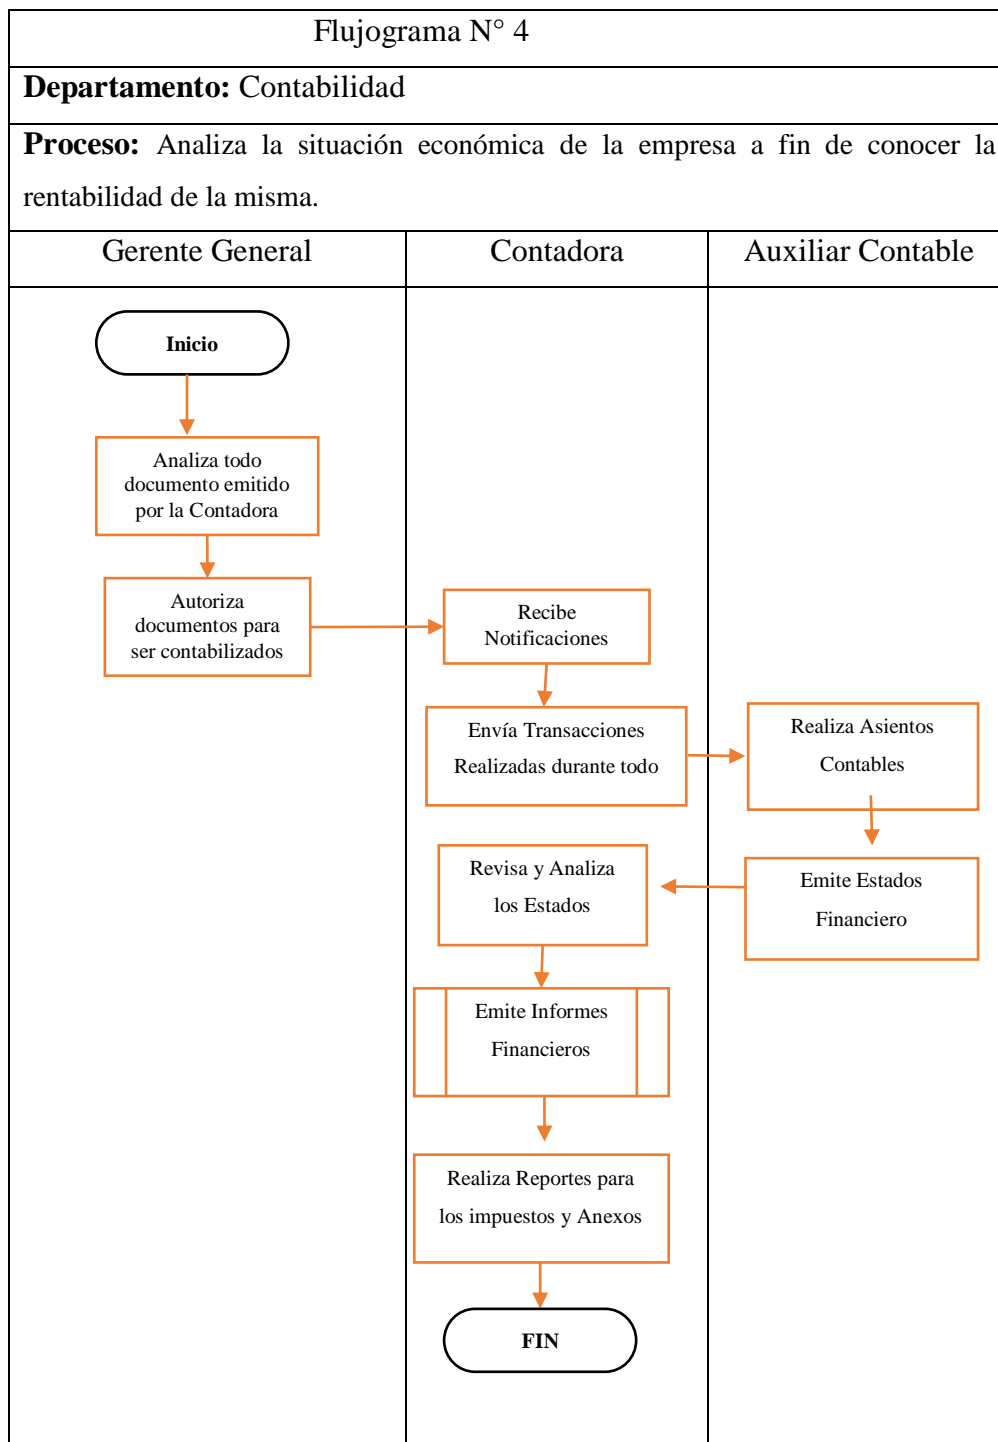 Flujograma N° 4
Departamento: Contabilidad
Proceso: Analiza la situación económica de la empresa a fin de conocer la
rentabilidad de la misma.
Gerente General
Contadora
Auxiliar Contable
Inicio
Analiza todo
documento emitido
por la Contadora
Autoriza
documentos para
ser contabilizados
Recibe
Notificaciones
Envía Transacciones
Realizadas durante todo
Realiza Asientos
Contables
Emite Estados
Financiero
Revisa y Analiza
los Estados
Emite Informes
Financieros
Realiza Reportes para
los impuestos y Anexos
FIN